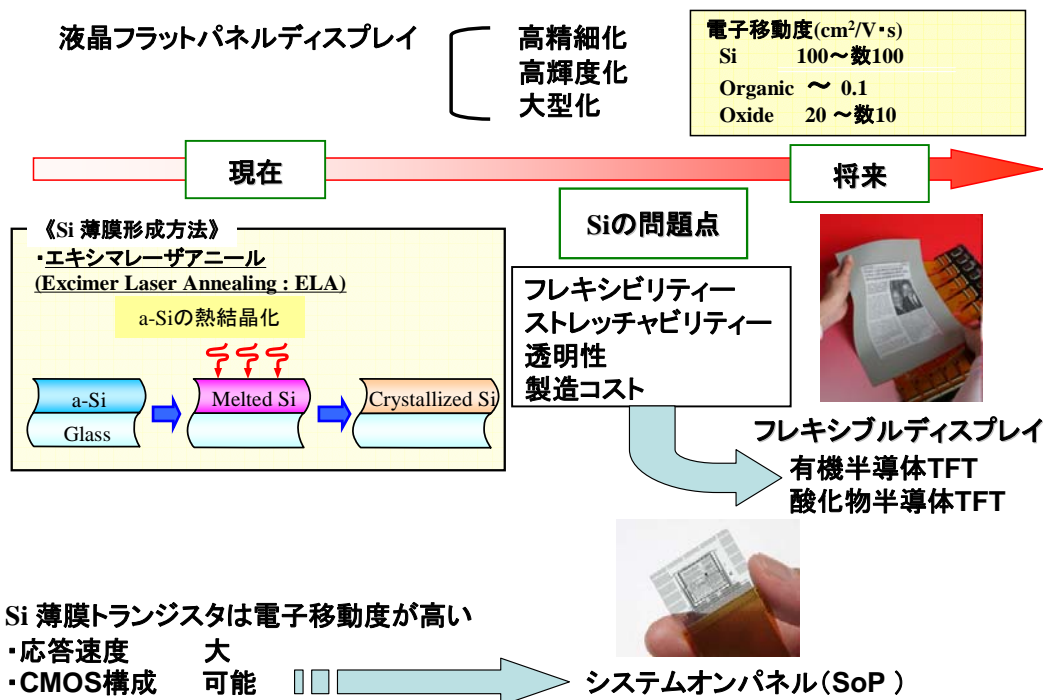 液晶フラットパネルディスプレイ
高精細化
高輝度化
大型化
電子移動度(cm²/V・s)
Si 100～数100
Organic ～ 0.1
Oxide 20 ～数10
現在
将来
《Si 薄膜形成方法》
・エキシマレーザアニール
(Excimer Laser Annealing : ELA)
a-Siの熱結晶化
a-Si
Glass
Melted Si
Crystallized Si
Siの問題点
フレキシビリティー
ストレッチャビリティー
透明性
製造コスト
フレキシブルディスプレイ
有機半導体TFT
酸化物半導体TFT
Si 薄膜トランジスタは電子移動度が高い
・応答速度 大
・CMOS構成 可能
システムオンパネル（SoP ）